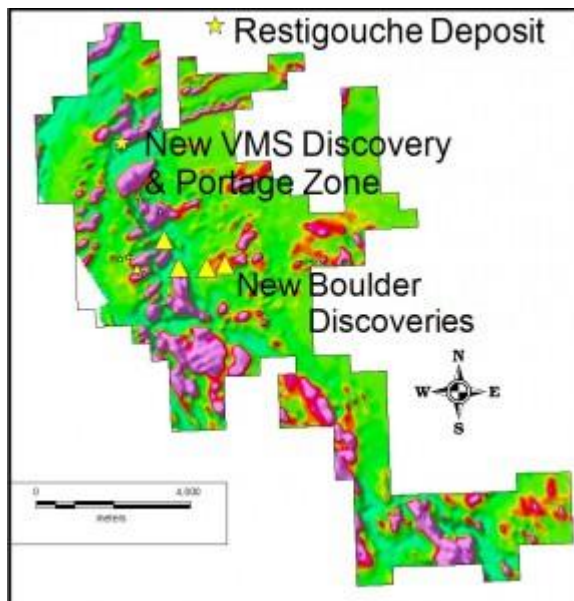 Restigouche Deposit
New VMS Discovery
& Portage Zone
New Boulder
Discoveries
N
W E
S
0 4,000
meters